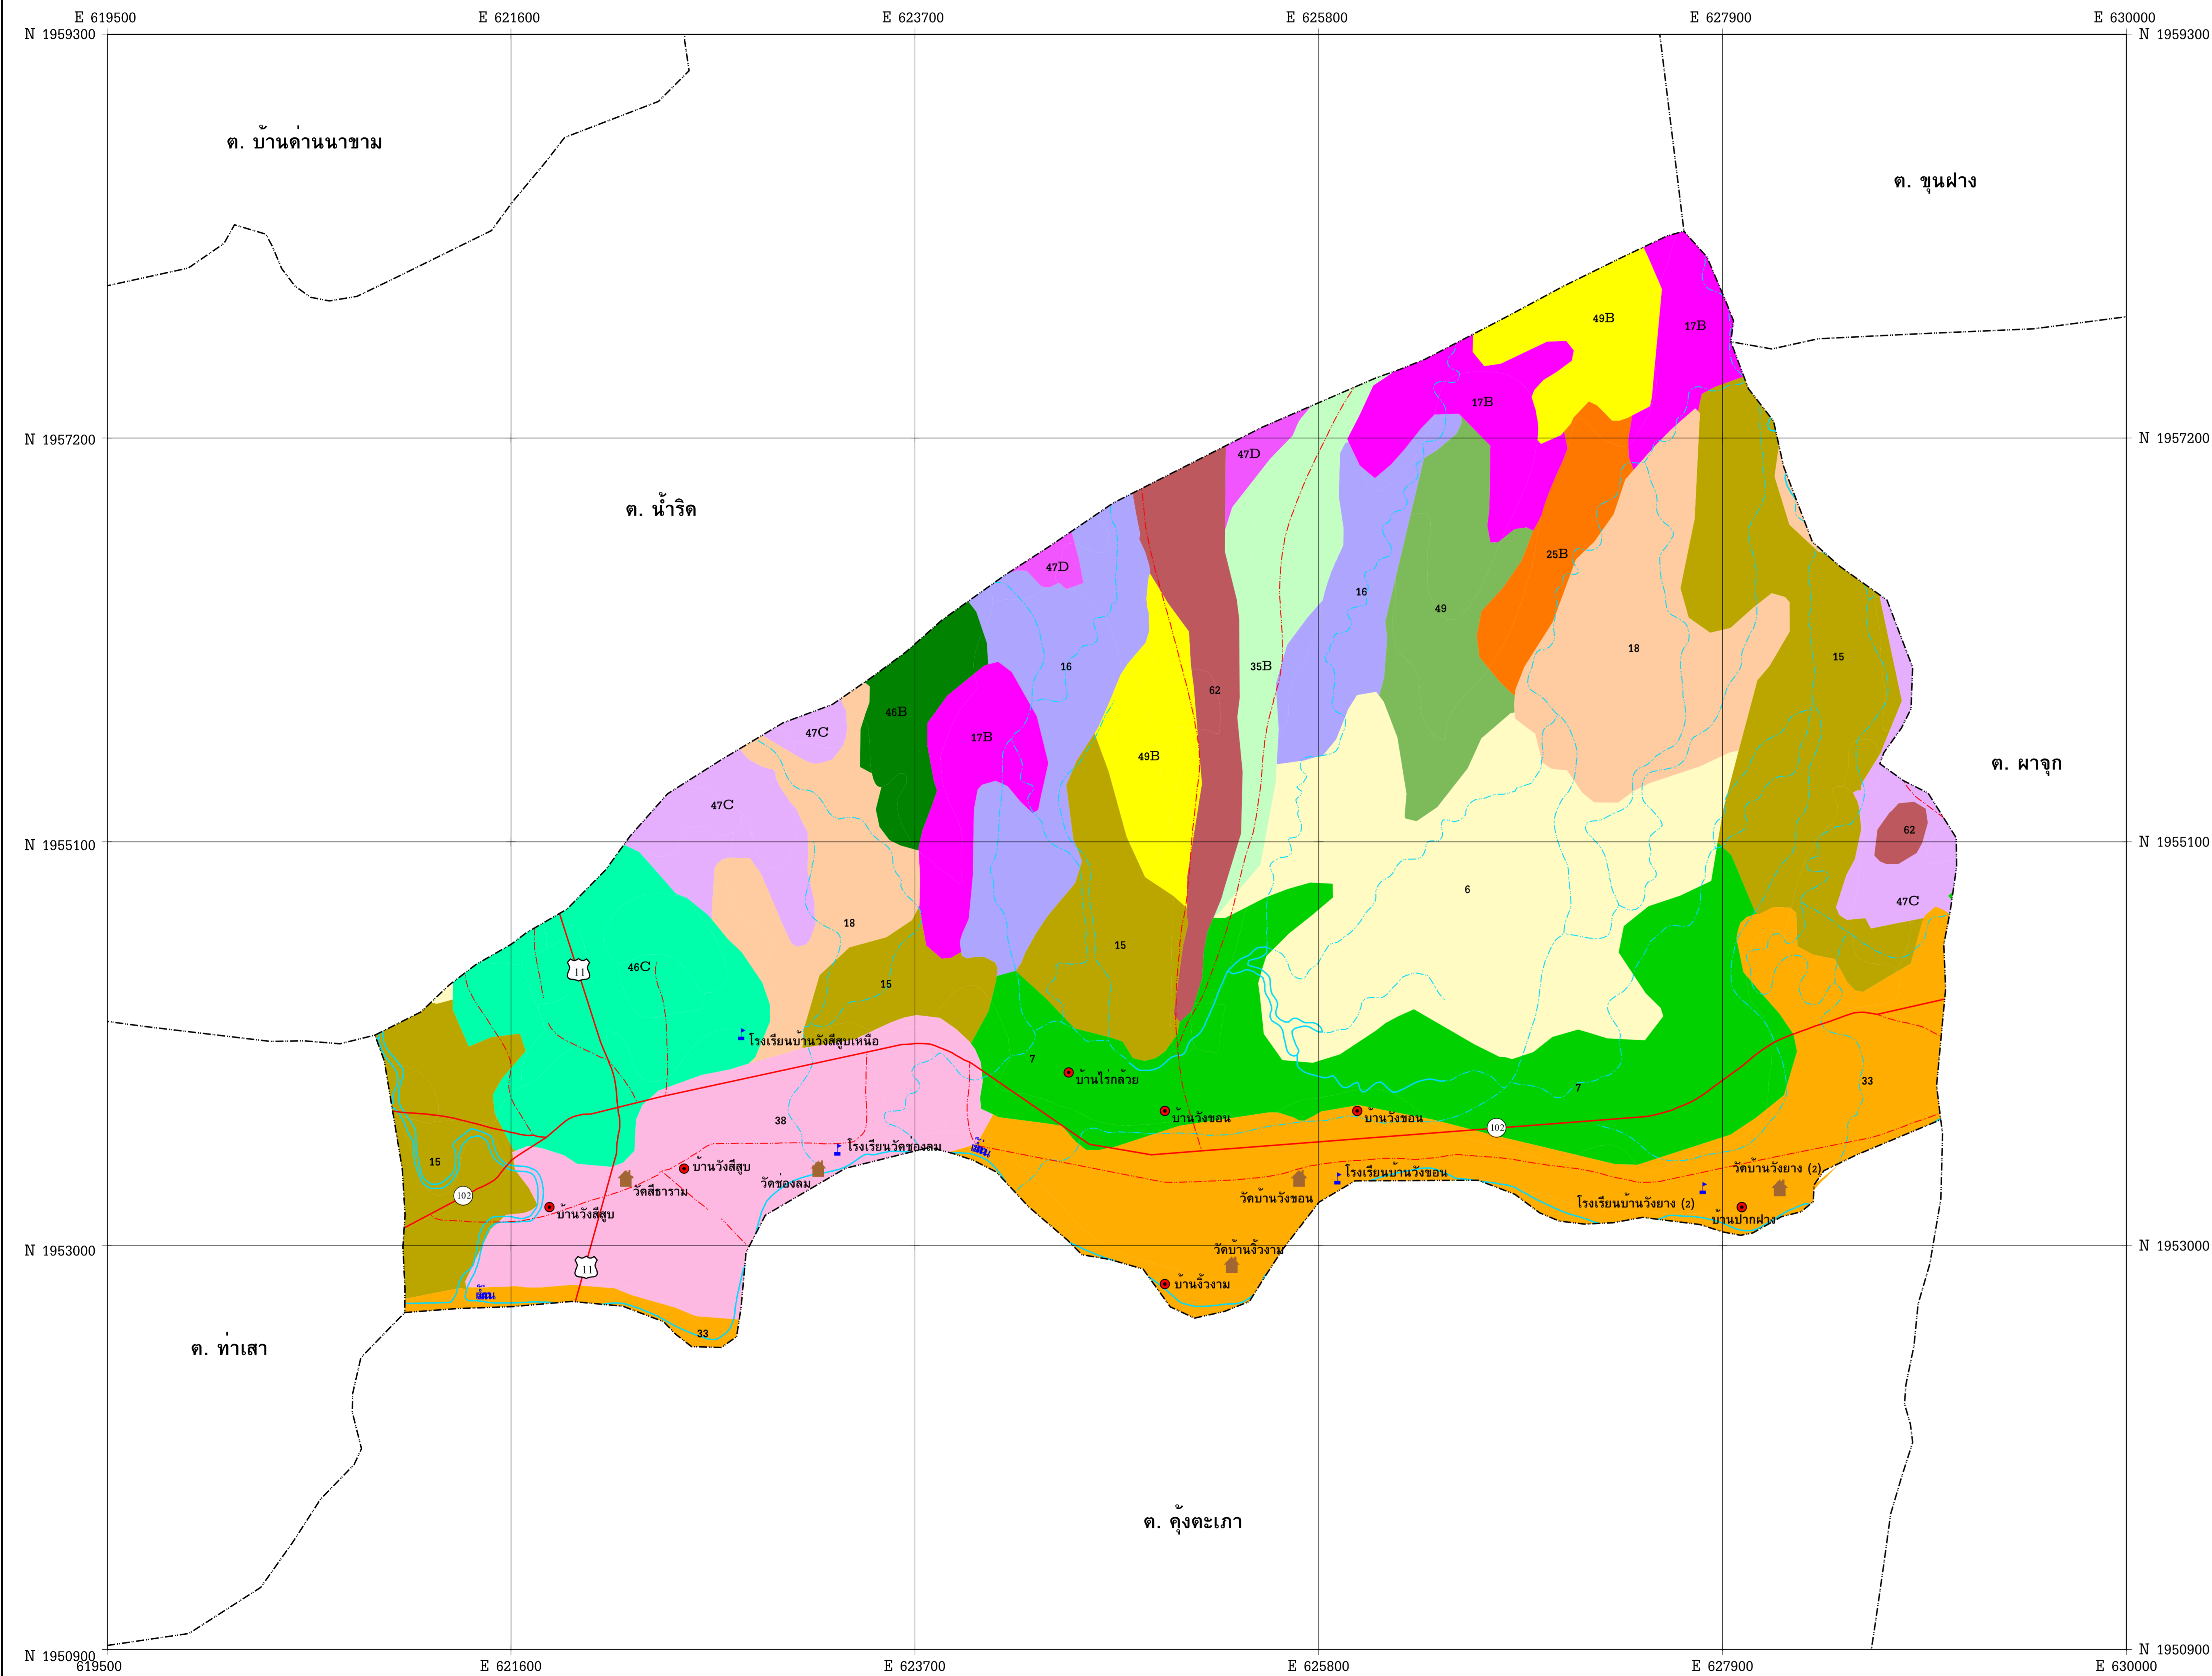 E 619500 E 621600 E 623700 E 625800 E 627900 E 630000
N 1959300 N 1959300
ต. บ้านด่านนาขาม
ต. ขุนฝาง
49B
17B
17B
N 1957200 N 1957200
47D
ต. น้ำริด
25B
47D
16
49
18
15
16
35B
62
46B
47C
17B
49B
ต. ผาจุก
47C
62
N 1955100 N 1955100
6
47C
18
15
46C
11
15
โรงเรียนบ้านวังสีสูบเหนือ
7
บ้านไร่กล้วย
33
7
บ้านวังขอน
บ้านวังขอน
38
102
โรงเรียนวัดช่องลม
15
บ้านวังสีสูบ
วัดบ้านวังยาง (2)
โรงเรียนบ้านวังขอน
วัดช่องลม
วัดสีธาราม
102
วัดบ้านวังขอน
โรงเรียนบ้านวังยาง (2)
บ้านวังสีสูบ
บ้านปากฝาง
N 1953000 N 1953000
วัดบ้านงิ้วงาม
11
บ้านงิ้วงาม
33
ต. ท่าเสา
ต. คุ้งตะเภา
N 1950900 N 1950900
619500 E 621600 E 623700 E 625800 E 627900 E 630000